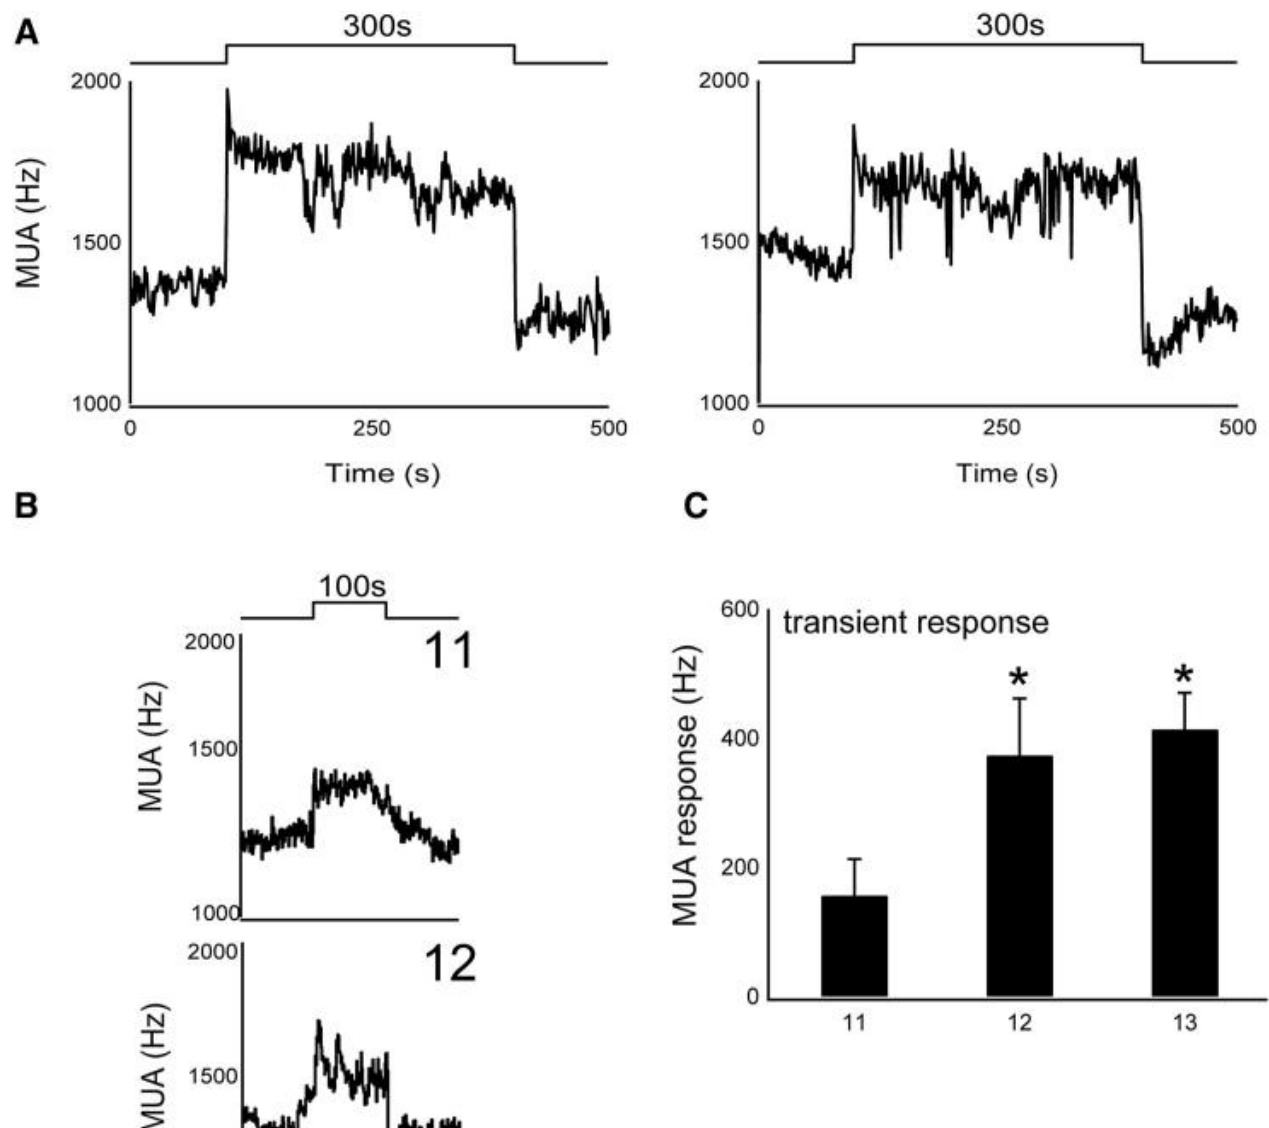 A
300s
2000
1500
1000
MUA (Hz)
0 250 500
Time (s)
300s
2000
1500
1000
0 250 500
Time (s)
B
100s
11
2000
1500
1000
MUA (Hz)
12
2000
1500
MUA (Hz)
C
transient response
600
400
200
0
MUA response (Hz)
* *
11 12 13